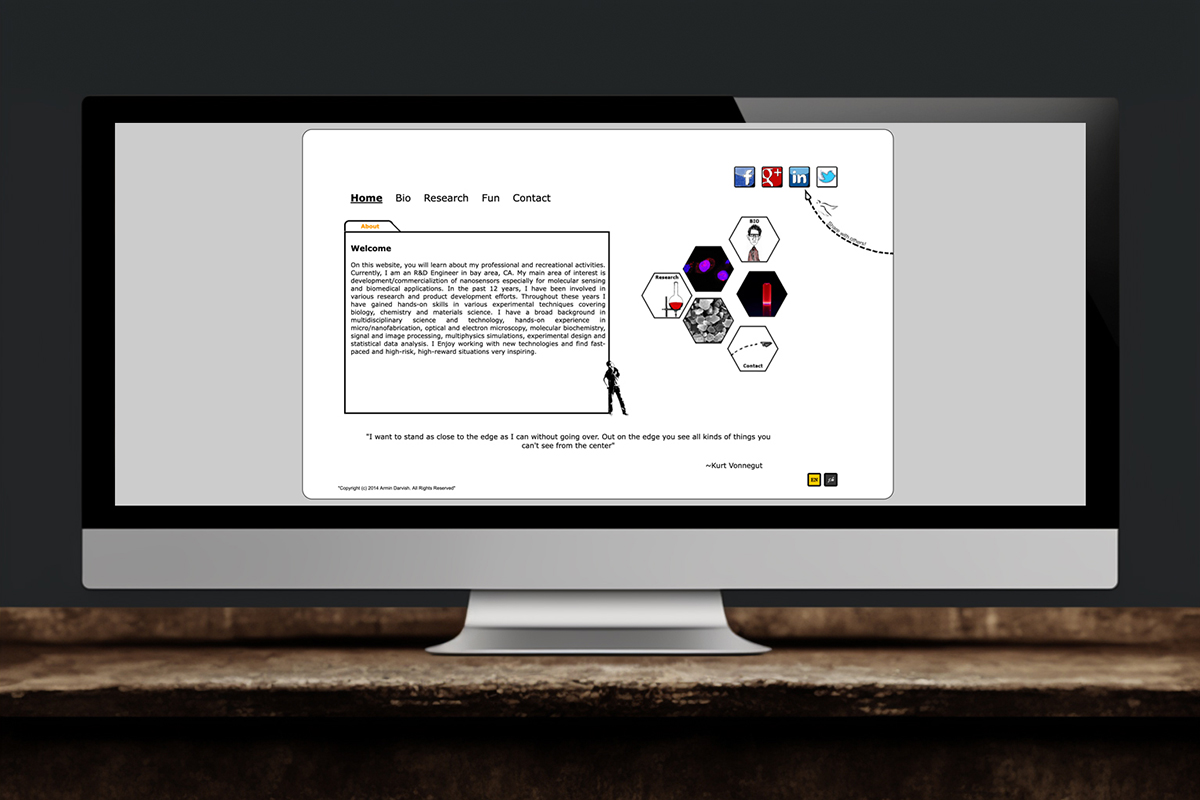 Home Bio Research Fun Contact
About
Welcome
On this website, you will learn about my professional and recreational activities.
Currently, I am an R&D Engineer in bay area, CA. My main area of interest is
development/commercializtion of nanosensors especially for molecular sensing
and biomedical applications. In the past 12 years, I have been involved in
various research and product development efforts. Throughout these years I
have gained hands-on skills in various experimental techniques covering
biology, chemistry and materials science. I have a broad background in
multidisciplinary science and technology, hands-on experience in
micro/nanofabrication, optical and electron microscopy, molecular biochemistry,
signal and image processing, multiphysics simulations, experimental design and
statistical data analysis. I Enjoy working with new technologies and find fast-
paced and high-risk, high-reward situations very inspiring.
f g+ in
Share with others!
BIO
Research
Contact
"I want to stand as close to the edge as I can without going over. Out on the edge you see all kinds of things you
can't see from the center"
~Kurt Vonnegut
"Copyright (c) 2014 Armin Darvish. All Rights Reserved"
EN